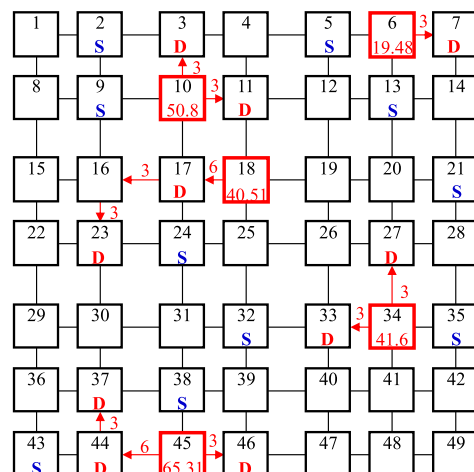 1 2 3 4 5 6 3 7
S D S 19.48 D
3
8 9 10 3 11 12 13 14
S 50.8 D S
15 16 3 17 6 18 19 20 21
D 40.51 S
3
22 23 24 25 26 27 28
D S D
3
29 30 31 32 33 3 34 35
S D 41.6 S
36 37 38 39 40 41 42
D S
3
43 44 6 45 3 46 47 48 49
S D 65.31 D